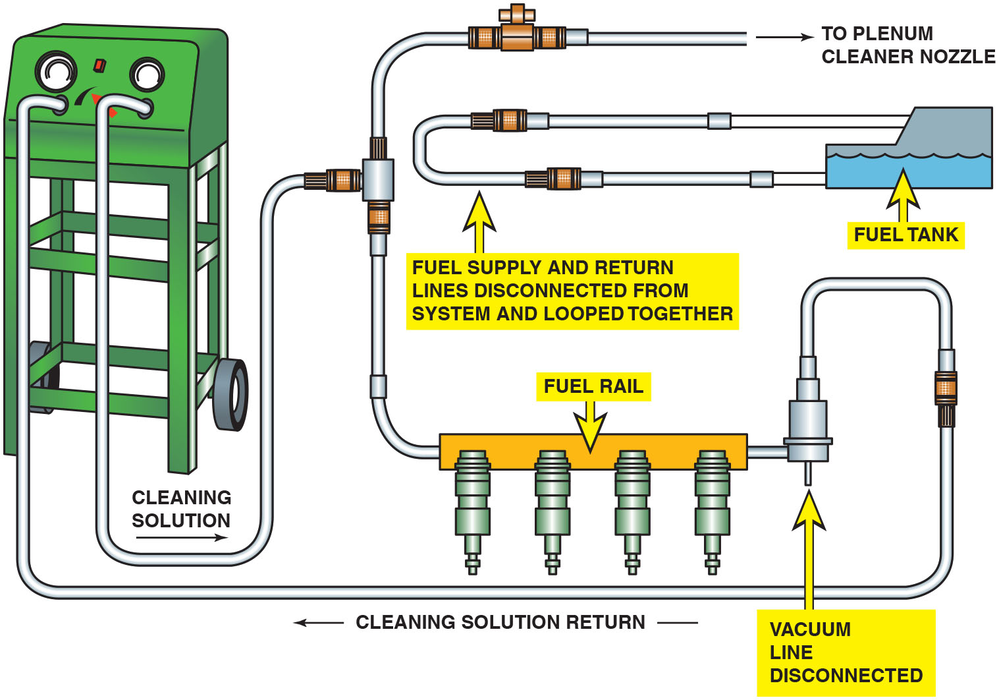 TO PLENUM
CLEANER NOZZLE
FUEL TANK
FUEL SUPPLY AND RETURN
LINES DISCONNECTED FROM
SYSTEM AND LOOPED TOGETHER
FUEL RAIL
CLEANING
SOLUTION
CLEANING SOLUTION RETURN
VACUUM
LINE
DISCONNECTED